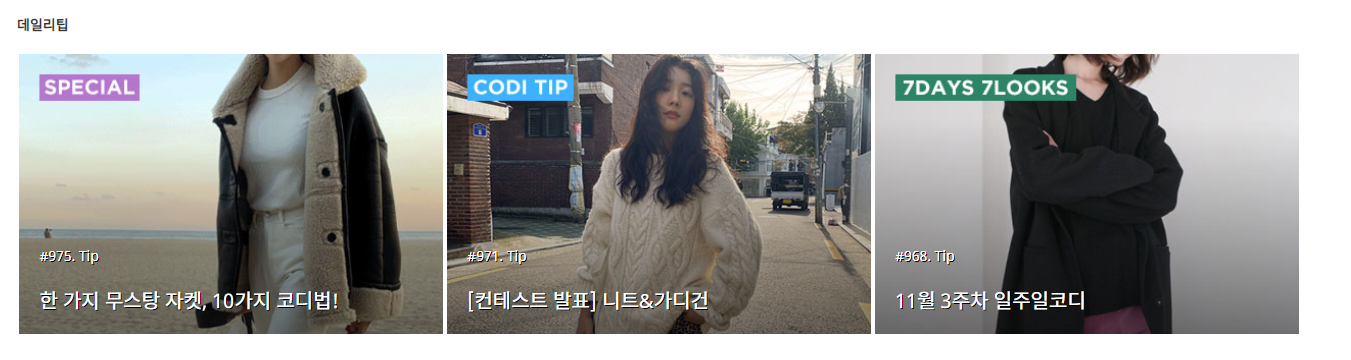 데일리팁
SPECIAL
#975. Tip
한 가지 무스탕 자켓, 10가지 코디법!
CODI TIP
#971. Tip
[컨테스트 발표] 니트&가디건
7DAYS 7LOOKS
#968. Tip
11월 3주차 일주일코디